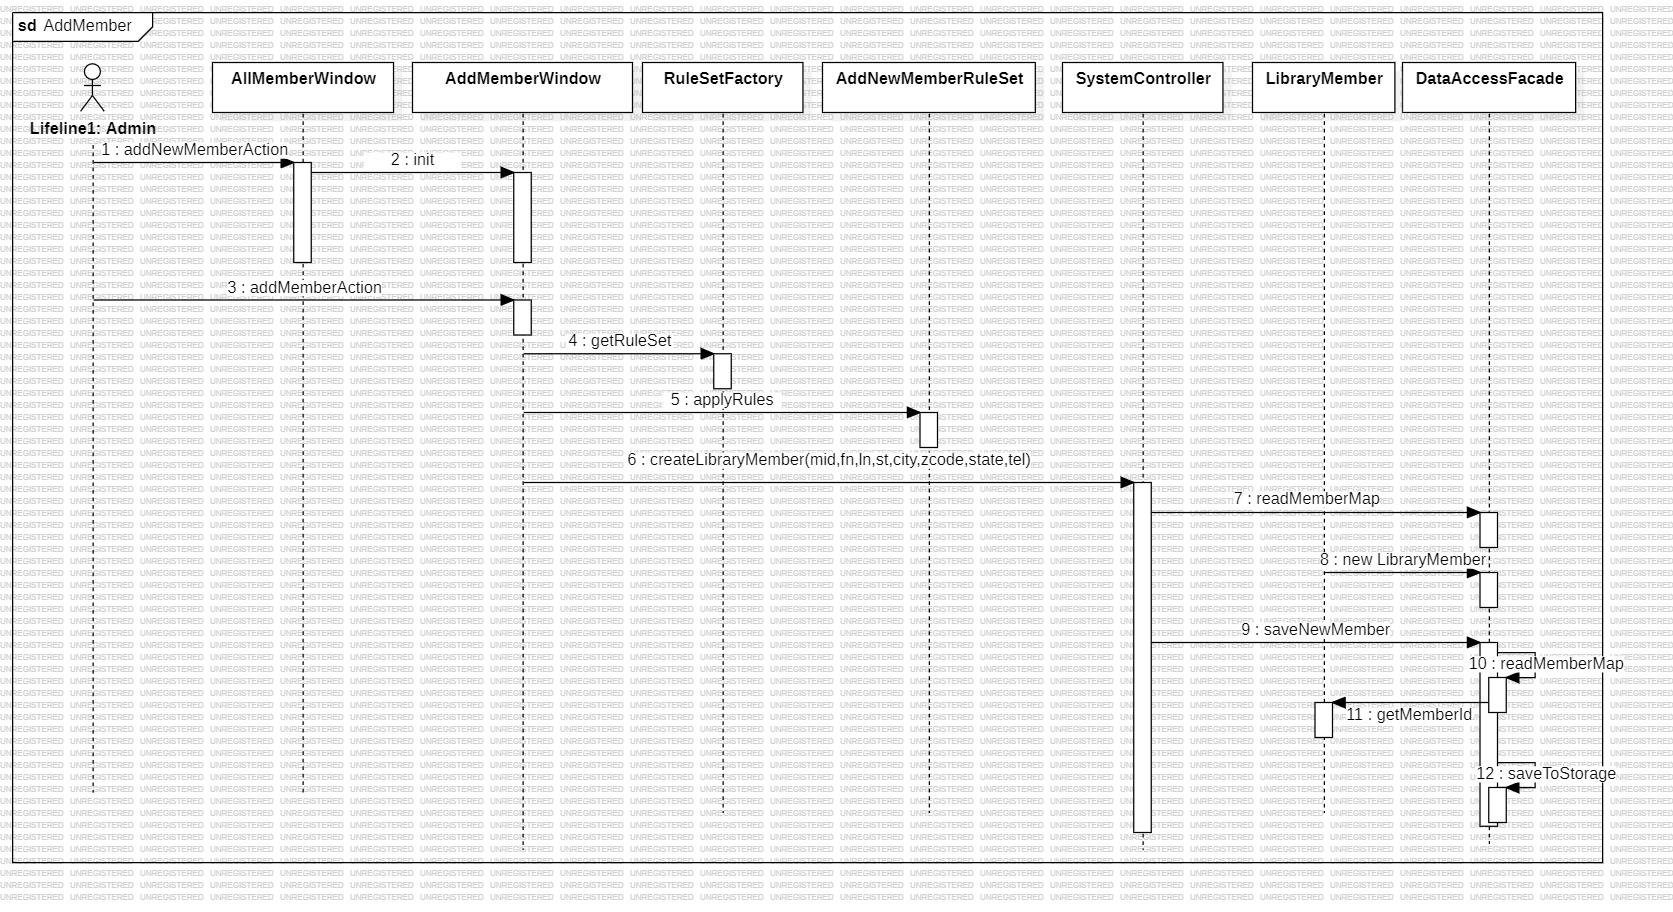 sd AddMember
AllMemberWindow
AddMemberWindow
RuleSetFactory
AddNewMemberRuleSet
SystemController
LibraryMember
DataAccessFacade
Lifeline1: Admin
1 : addNewMemberAction
2 : init
3 : addMemberAction
4 : getRuleSet
5 : applyRules
6 : createLibraryMember(mid,fn,ln,st,city,zcode,state,tel)
7 : readMemberMap
8 : new LibraryMember
9 : saveNewMember
10 : readMemberMap
11 : getMemberId
12 : saveToStorage
UNREGISTERED